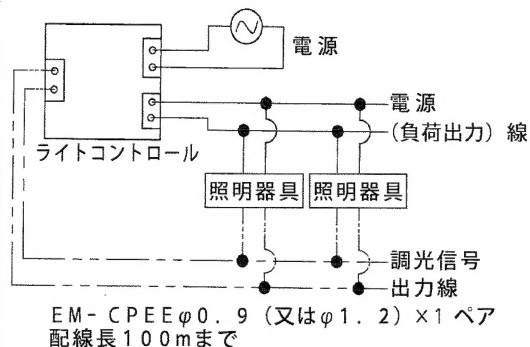 電源
電源
(負荷出力)線
ライトコントロール
照明器具
照明器具
調光信号
出力線
EM-CPEEφ0.9(又はφ1.2)×1ペア
配線長100mまで